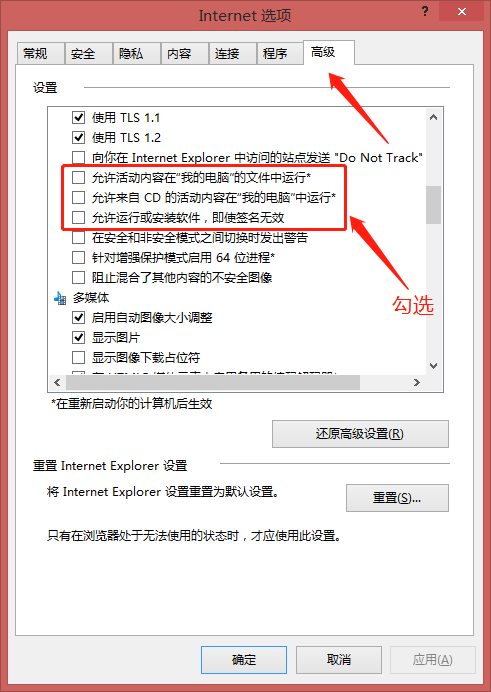 Internet 选项
?
常规 安全 隐私 内容 连接 程序 高级
设置
使用 TLS 1.1
使用 TLS 1.2
向你在 Internet Explorer 中访问的站点发送 "Do Not Track"
允许活动内容在"我的电脑"的文件中运行*
允许来自 CD 的活动内容在"我的电脑"中运行*
允许运行或安装软件，即使签名无效
在安全和非安全模式之间切换时发出警告
针对增强保护模式启用 64 位进程*
阻止混合了其他内容的不安全图像
勾选
多媒体
启用自动图像大小调整
显示图片
显示图像下载占位符
*在重新启动你的计算机后生效
还原高级设置(R)
重置 Internet Explorer 设置
将 Internet Explorer 设置重置为默认设置。
重置(S)...
只有在浏览器处于无法使用的状态时，才应使用此设置。
确定 取消 应用(A)